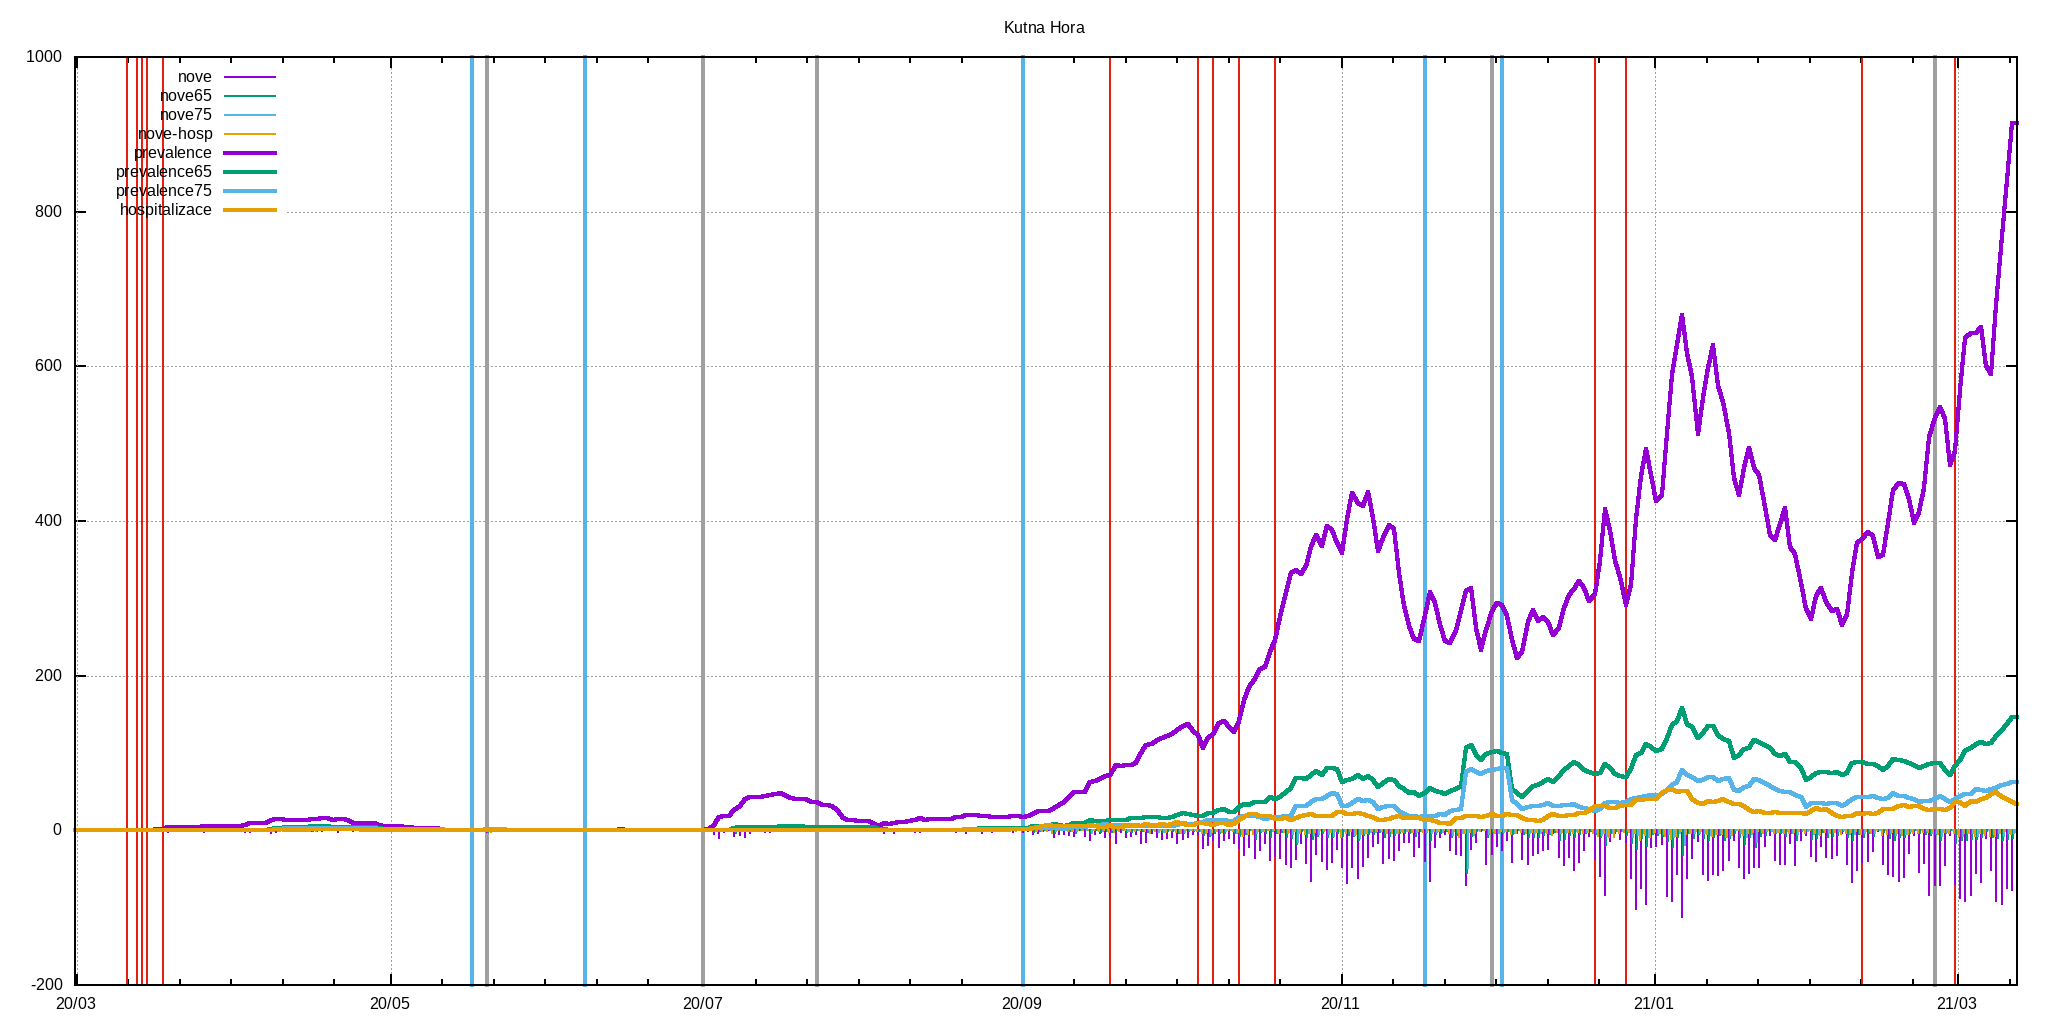 Kutna Hora
1000
800
600
400
200
0
-200
nove
nove65
nove75
nove-hosp
prevalence
prevalence65
prevalence75
hospitalizace
20/03
20/05
20/07
20/09
20/11
21/01
21/03